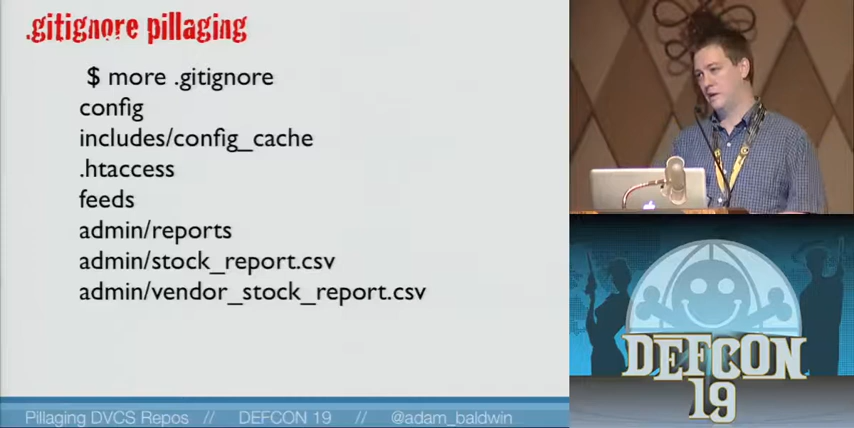 .gitignore pillaging
$ more .gitignore
config
includes/config_cache
.htaccess
feeds
admin/reports
admin/stock_report.csv
admin/vendor_stock_report.csv
Pillaging DVCS Repos // DEFCON 19 // @adam_baldwin
DEFCON
19